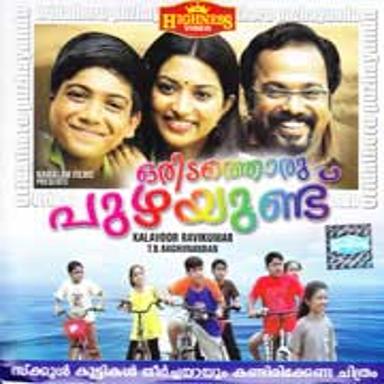 HIGHNESS
VIDEO
ഒരിടത്തൊരു
പുഴയുണ്ട്
KALAVOOR RAVIKUMAR
T.D. RAGHUNANDAN
സ്ക്കൂൾ കുട്ടികൾ തീർച്ചയായും കണ്ടിരിക്കേണ്ട ചിത്രം